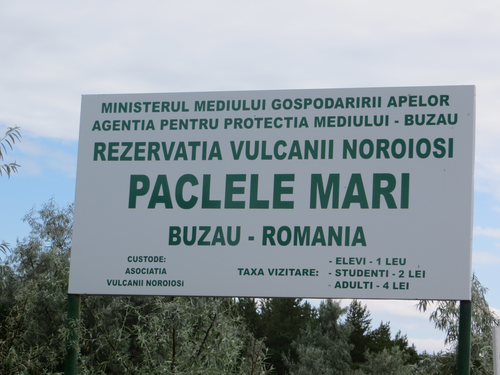 MINISTERUL MEDIULUI GOSPODARIRII APELOR
AGENTIA PENTRU PROTECTIA MEDIULUI - BUZAU
REZERVATIA VULCANII NOROIOSI
PACLELE MARI
BUZAU - ROMANIA
CUSTODE:
ASOCIATIA
VULCANII NOROIOSI
TAXA VIZITARE:
- ELEVI - 1 LEU
- STUDENTI - 2 LEI
- ADULTI - 4 LEI